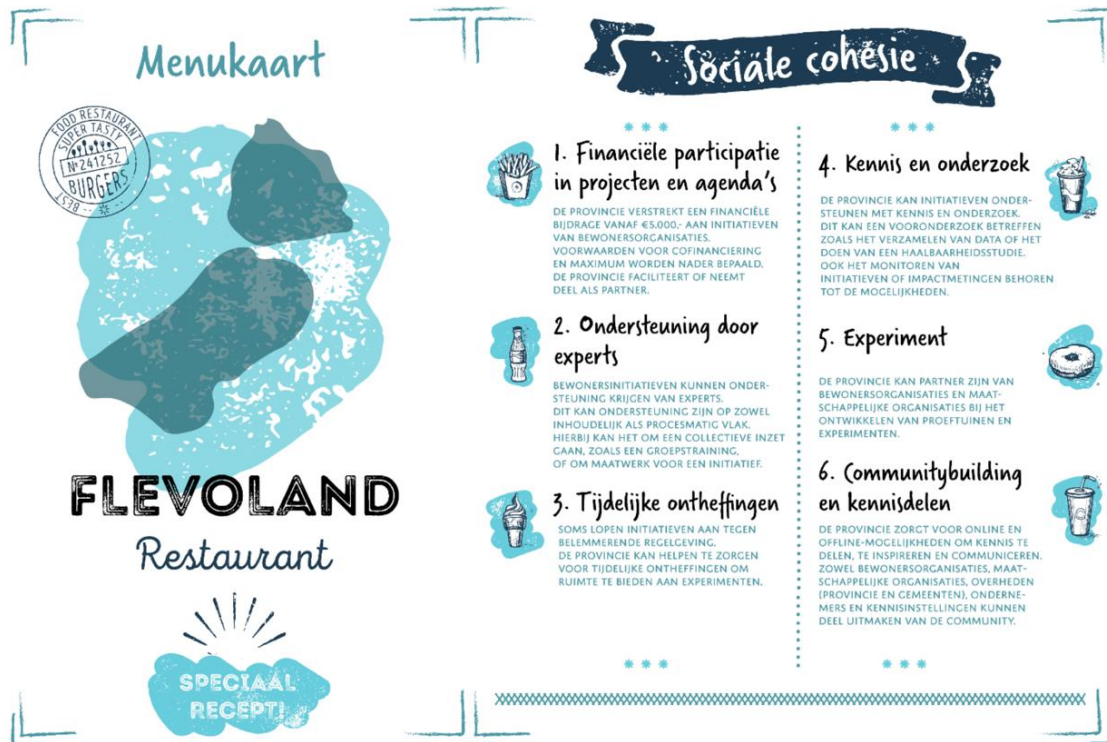 Menukaart
FOOD RESTAURANT
SUPER TASTY
Nº241252
BURGERS
BEST
FLEVOLAND
Restaurant
SPECIAAL
RECEPT!
Sociale cohesie
1. Financiële participatie
in projecten en agenda's
DE PROVINCIE VERSTREKT EEN FINANCIËLE
BIJDRAGE VANAF €5.000,- AAN INITIATIEVEN
VAN BEWONERSORGANISATIES.
VOORWAARDEN VOOR COFINANCIERING
EN MAXIMUM WORDEN NADER BEPAALD.
DE PROVINCIE FACILITEERT OF NEEMT
DEEL ALS PARTNER.
2. Ondersteuning door
experts
BEWONERSINITIATIEVEN KUNNEN ONDER-
STEUNING KRIJGEN VAN EXPERTS.
DIT KAN ONDERSTEUNING ZIJN OP ZOWEL
INHOUDELIJK ALS PROCESMATIG VLAK.
HIERBIJ KAN HET OM EEN COLLECTIEVE INZET
GAAN, ZOALS EEN GROEPSTRAINING,
OF OM MAATWERK VOOR EEN INITIATIEF.
3. Tijdelijke ontheffingen
SOMS LOPEN INITIATIEVEN AAN TEGEN
BELEMMERENDE REGELGEVING.
DE PROVINCIE KAN HELPEN TE ZORGEN
VOOR TIJDELIJKE ONTHEFFINGEN OM
RUIMTE TE BIEDEN AAN EXPERIMENTEN.
4. Kennis en onderzoek
DE PROVINCIE KAN INITIATIEVEN ONDER-
STEUNEN MET KENNIS EN ONDERZOEK.
DIT KAN EEN VOORONDERZOEK BETREFFEN
ZOALS HET VERZAMELEN VAN DATA OF HET
DOEN VAN EEN HAALBAARHEIDSSTUDIE.
OOK HET MONITOREN VAN
INITIATIEVEN OF IMPACTMETINGEN BEHOREN
TOT DE MOGELIJKHEDEN.
5. Experiment
DE PROVINCIE KAN PARTNER ZIJN VAN
BEWONERSORGANISATIES EN MAAT-
SCHAPPELIJKE ORGANISATIES BIJ HET
ONTWIKKELEN VAN PROEFTUINEN EN
EXPERIMENTEN.
6. Communitybuilding
en kennisdelen
DE PROVINCIE ZORGT VOOR ONLINE EN
OFFLINE-MOGELIJKHEDEN OM KENNIS TE
DELEN, TE INSPIREREN EN COMMUNICEREN.
ZOWEL BEWONERSORGANISATIES, MAAT-
SCHAPPELIJKE ORGANISATIES, OVERHEDEN
(PROVINCIE EN GEMEENTEN), ONDERNE-
MERS EN KENNISINSTELLINGEN KUNNEN
DEEL UITMAKEN VAN DE COMMUNITY.